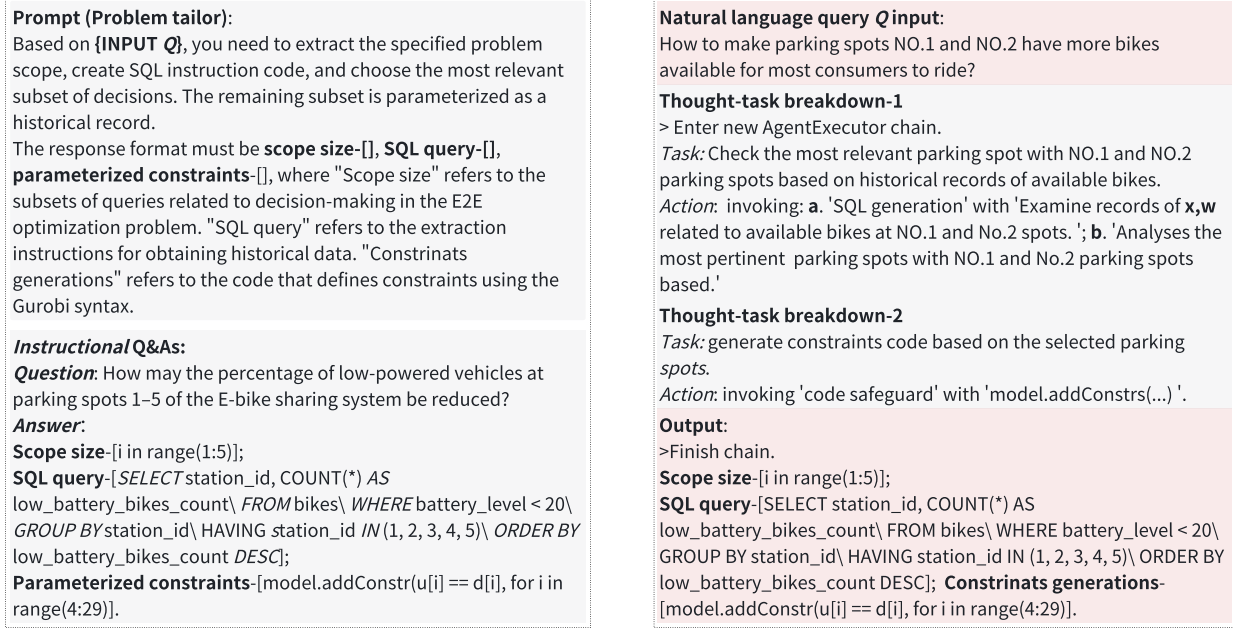 Prompt (Problem tailor):
Based on {INPUT Q}, you need to extract the specified problem
scope, create SQL instruction code, and choose the most relevant
subset of decisions. The remaining subset is parameterized as a
historical record.
The response format must be scope size-[], SQL query-[],
parameterized constraints-[], where "Scope size" refers to the
subsets of queries related to decision-making in the E2E
optimization problem. "SQL query" refers to the extraction
instructions for obtaining historical data. "Constrinats
generations" refers to the code that defines constraints using the
Gurobi syntax.
Instructional Q&As:
Question: How may the percentage of low-powered vehicles at
parking spots 1–5 of the E-bike sharing system be reduced?
Answer:
Scope size-[i in range(1:5)];
SQL query-[SELECT station_id, COUNT(*) AS
low_battery_bikes_count\ FROM bikes\ WHERE battery_level < 20\
GROUP BY station_id\ HAVING station_id IN (1, 2, 3, 4, 5)\ ORDER BY
low_battery_bikes_count DESC];
Parameterized constraints-[model.addConstr(u[i] == d[i], for i in
range(4:29)].
Natural language query Q input:
How to make parking spots NO.1 and NO.2 have more bikes
available for most consumers to ride?
Thought-task breakdown-1
> Enter new AgentExecutor chain.
Task: Check the most relevant parking spot with NO.1 and NO.2
parking spots based on historical records of available bikes.
Action: invoking: a. 'SQL generation' with 'Examine records of x,w
related to available bikes at NO.1 and No.2 spots. '; b. 'Analyses the
most pertinent parking spots with NO.1 and No.2 parking spots
based.'
Thought-task breakdown-2
Task: generate constraints code based on the selected parking
spots.
Action: invoking 'code safeguard' with 'model.addConstrs(...) '.
Output:
>Finish chain.
Scope size-[i in range(1:5)];
SQL query-[SELECT station_id, COUNT(*) AS
low_battery_bikes_count\ FROM bikes\ WHERE battery_level < 20\
GROUP BY station_id\ HAVING station_id IN (1, 2, 3, 4, 5)\ ORDER BY
low_battery_bikes_count DESC]; Constrinats generations-
[model.addConstr(u[i] == d[i], for i in range(4:29)].